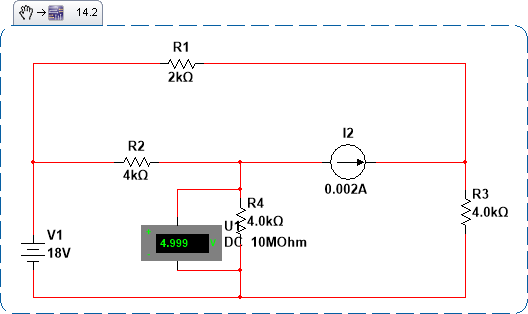 14.2
R1
2kΩ
R2
4kΩ
I2
0.002A
R3
4.0kΩ
R4
4.0kΩ
U1
DC 10MOhm
+
4.999 V
-
V1
18V